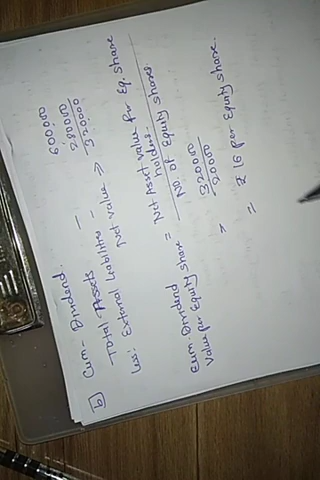 b) Cum - Dividend.
Total Assets - 600000
Less: External Liabilities - 280000
Net value ⇒ 320000
Net Asset value for Eq. share
holders.
Cum. Dividend
Value per Equity share = No. of Equity shares
= 320000
20000
= ₹ 16 per Equity share.